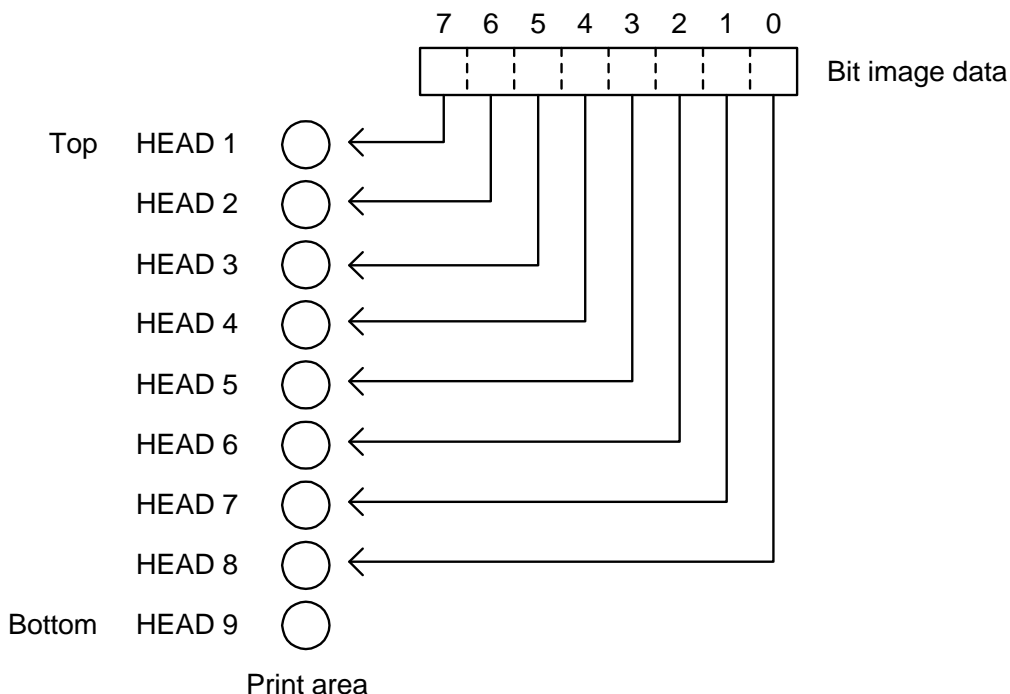 7 6 5 4 3 2 1 0
Bit image data
Top HEAD 1
HEAD 2
HEAD 3
HEAD 4
HEAD 5
HEAD 6
HEAD 7
HEAD 8
Bottom HEAD 9
Print area